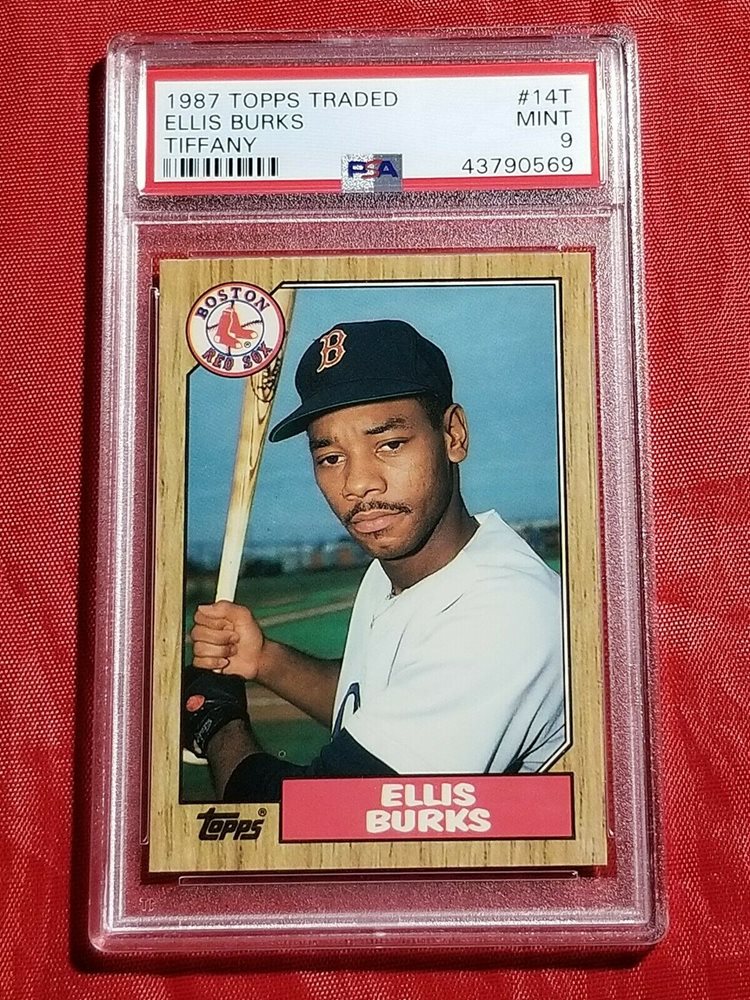 1987 TOPPS TRADED #14T
ELLIS BURKS MINT
TIFFANY 9
PSA 43790569
BOSTON
RED SOX
B
topps®
ELLIS
BURKS